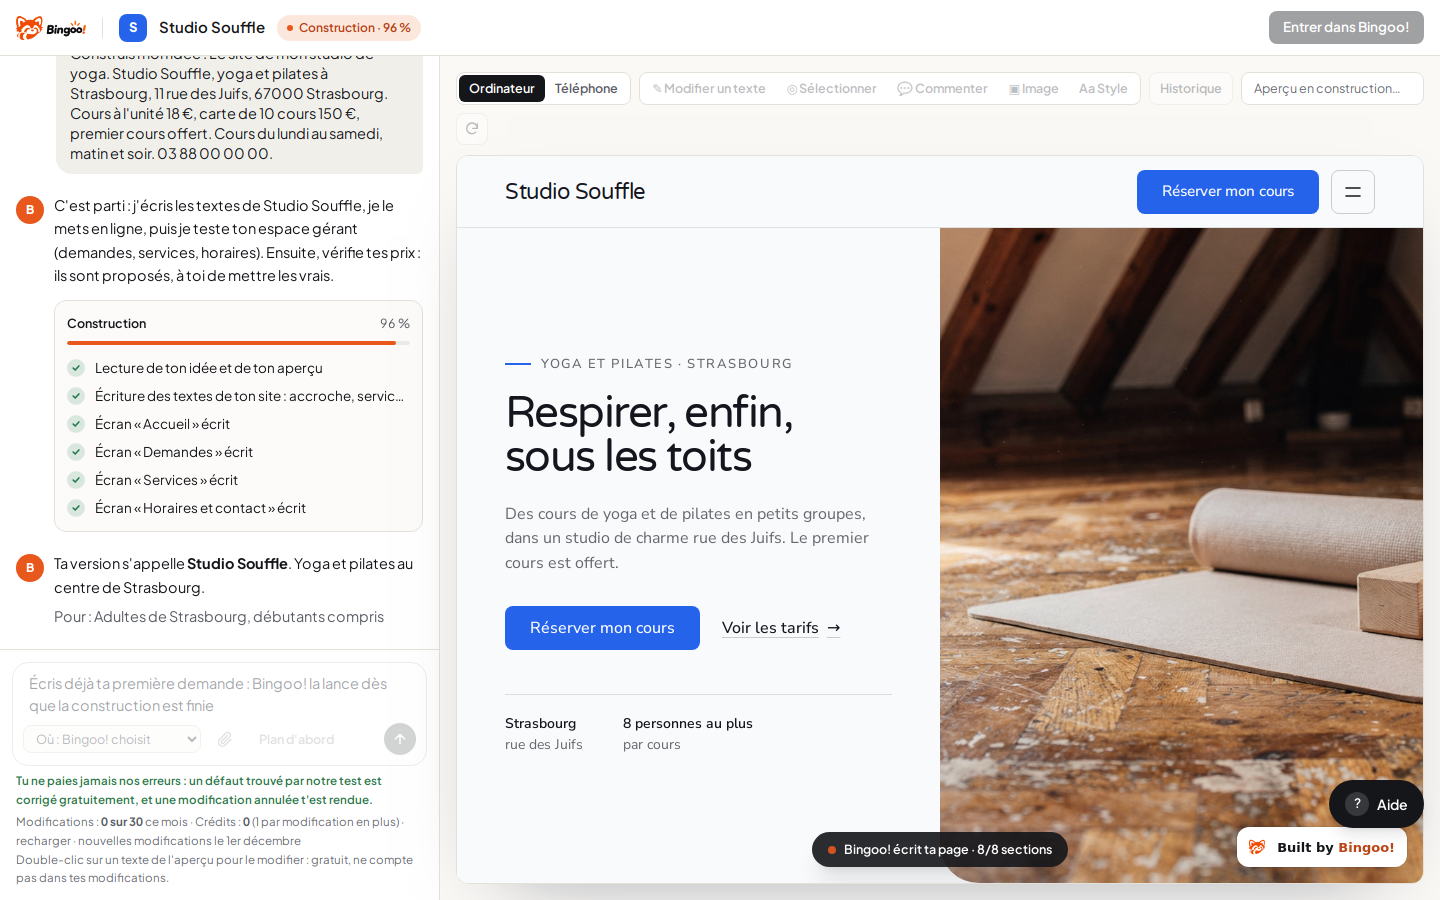 Bingoo!
S
Studio Souffle
Construction · 96 %
Entrer dans Bingoo!
yoga. Studio Souffle, yoga et pilates à
Strasbourg, 11 rue des Juifs, 67000 Strasbourg.
Cours à l'unité 18 €, carte de 10 cours 150 €,
premier cours offert. Cours du lundi au samedi,
matin et soir. 03 88 00 00 00.
B
C'est parti : j'écris les textes de Studio Souffle, je le
mets en ligne, puis je teste ton espace gérant
(demandes, services, horaires). Ensuite, vérifie tes prix :
ils sont proposés, à toi de mettre les vrais.
Construction
96 %
Lecture de ton idée et de ton aperçu
Écriture des textes de ton site : accroche, servic...
Écran « Accueil » écrit
Écran « Demandes » écrit
Écran « Services » écrit
Écran « Horaires et contact » écrit
B
Ta version s'appelle Studio Souffle. Yoga et pilates au
centre de Strasbourg.
Pour : Adultes de Strasbourg, débutants compris
Écris déjà ta première demande : Bingoo! la lance dès
que la construction est finie
Où : Bingoo! choisit
Plan d'abord
Tu ne paies jamais nos erreurs : un défaut trouvé par notre test est
corrigé gratuitement, et une modification annulée t'est rendue.
Modifications : 0 sur 30 ce mois · Crédits : 0 (1 par modification en plus) ·
recharger · nouvelles modifications le 1er décembre
Double-clic sur un texte de l'aperçu pour le modifier : gratuit, ne compte
pas dans tes modifications.
Ordinateur
Téléphone
Modifier un texte
Sélectionner
Commenter
Image
Aa Style
Historique
Aperçu en construction...
Studio Souffle
Réserver mon cours
YOGA ET PILATES · STRASBOURG
Respirer, enfin,
sous les toits
Des cours de yoga et de pilates en petits groupes,
dans un studio de charme rue des Juifs. Le premier
cours est offert.
Réserver mon cours
Voir les tarifs →
Strasbourg
rue des Juifs
8 personnes au plus
par cours
? Aide
Bingoo! écrit ta page · 8/8 sections
Built by Bingoo!